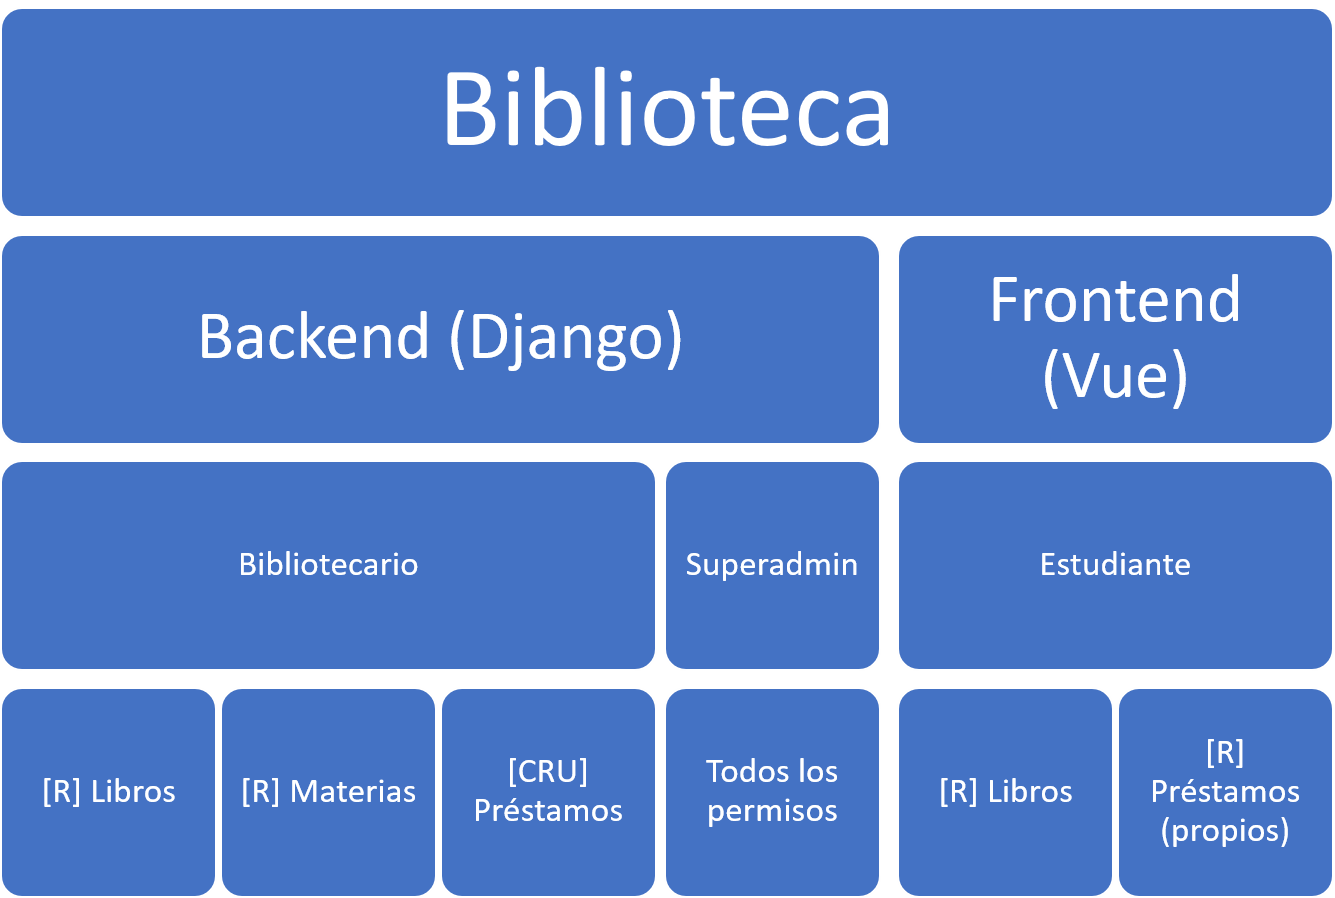 Biblioteca
Backend (Django)
Frontend
(Vue)
Bibliotecario
Superadmin
Estudiante
[R] Libros
[R] Materias
[CRU]
Préstamos
Todos los
permisos
[R] Libros
[R]
Préstamos
(propios)